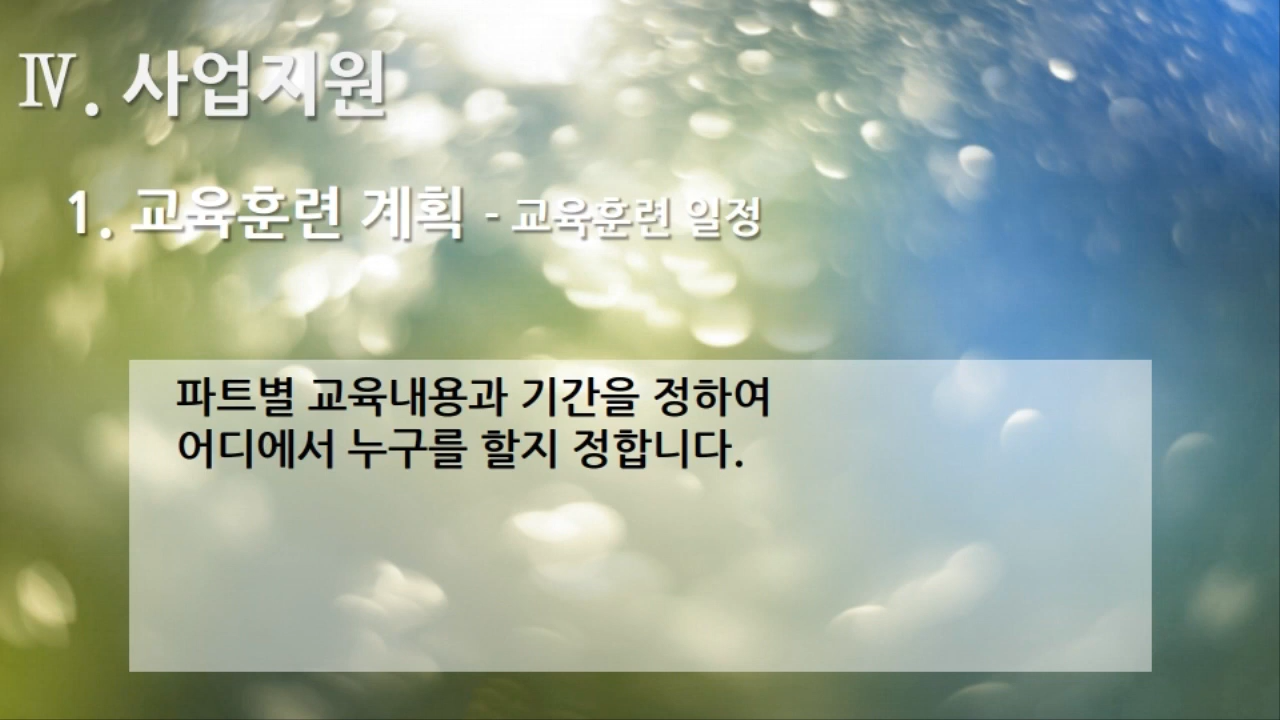 Ⅳ. 사업지원
1. 교육훈련 계획 - 교육훈련 일정
파트별 교육내용과 기간을 정하여
어디에서 누구를 할지 정합니다.